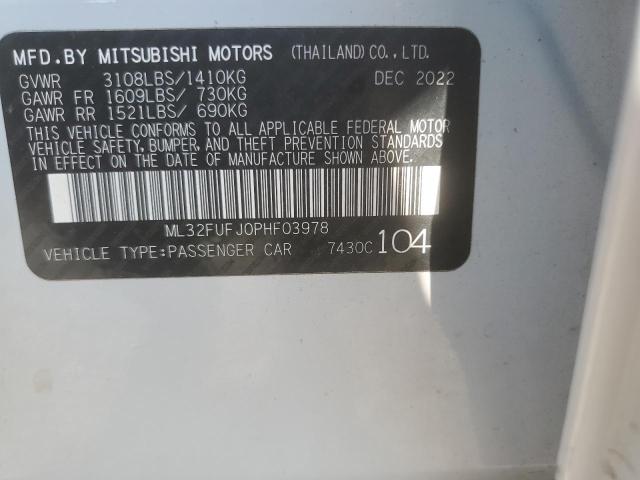 MFD.BY MITSUBISHI MOTORS (THAILAND)CO.,LTD.
GVWR 3108LBS/1410KG DEC 2022
GAWR FR 1609LBS/ 730KG
GAWR RR 1521LBS/ 690KG
THIS VEHICLE CONFORMS TO ALL APPLICABLE FEDERAL MOTOR
VEHICLE SAFETY, BUMPER, AND THEFT PREVENTION STANDARDS
IN EFFECT ON THE DATE OF MANUFACTURE SHOWN ABOVE.
ML32FUFJ0PHF03978
VEHICLE TYPE:PASSENGER CAR 7430C 104